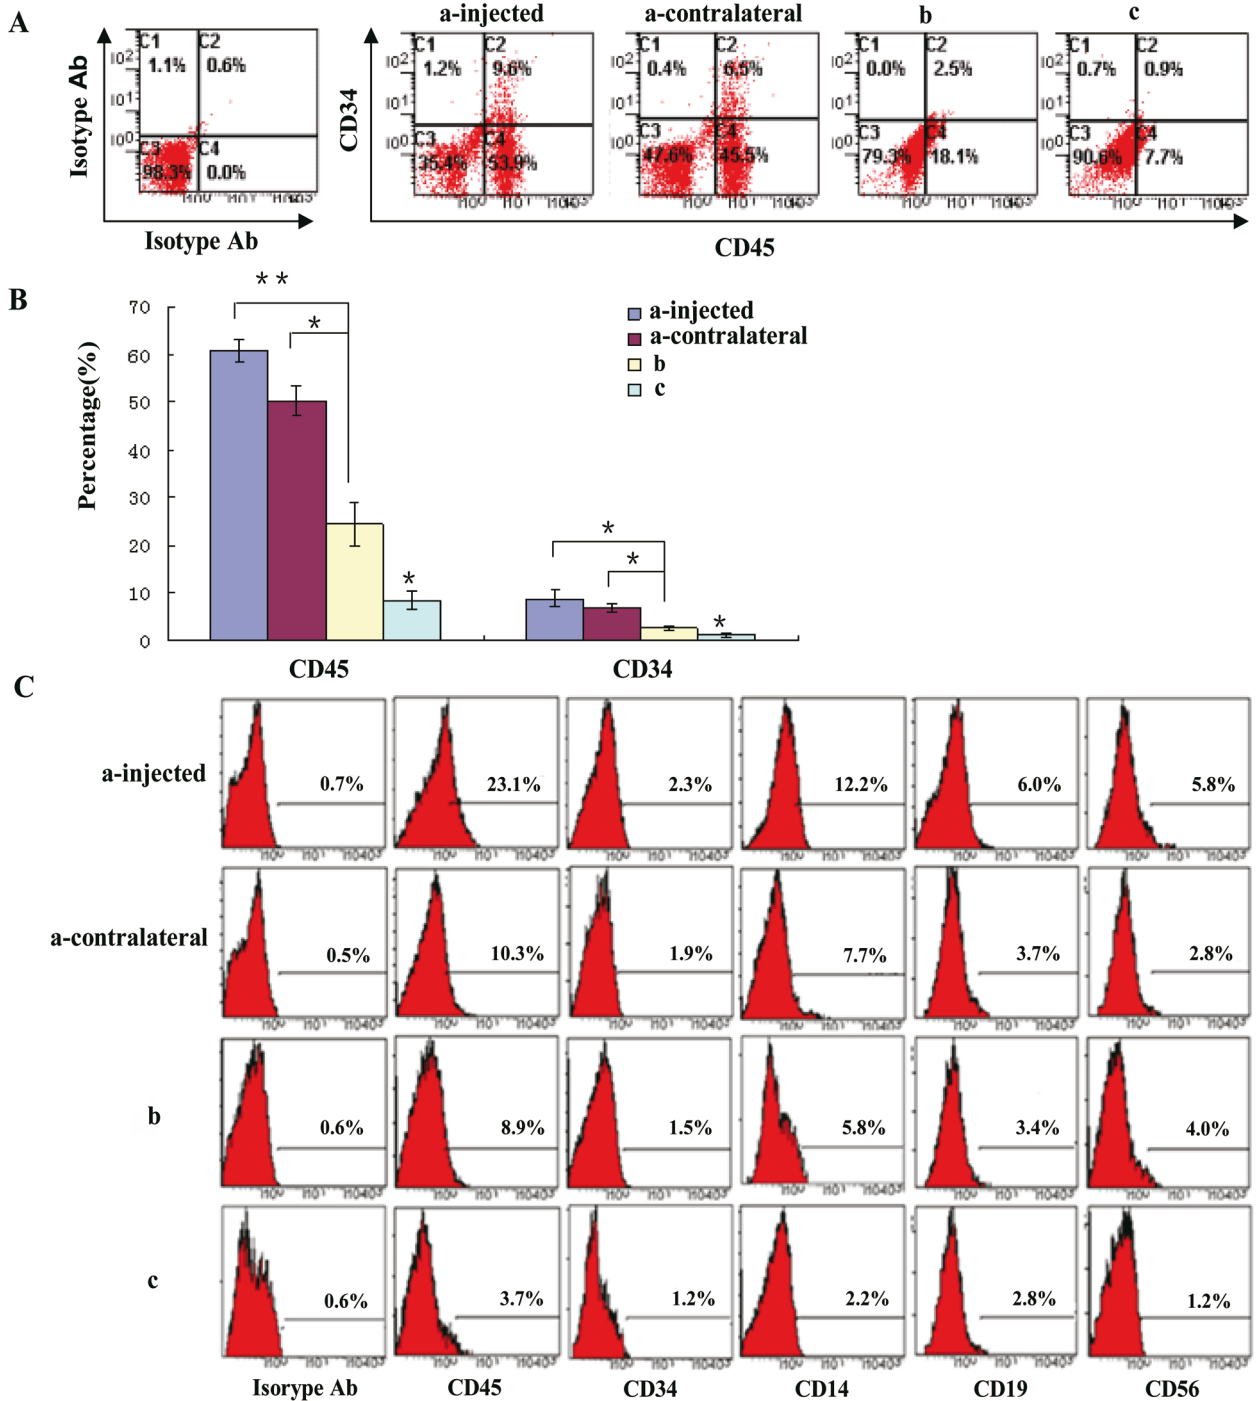 A
a-injected
a-contralateral
b
c
Isotype Ab
CD34
C1 C2
1.1% 0.6%
C3 C4
98.3% 0.0%
C1 C2
1.2% 9.6%
C3 C4
35.4% 53.9%
C1 C2
0.4% 6.5%
C3 C4
47.6% 45.5%
C1 C2
0.0% 2.5%
C3 C4
79.3% 18.1%
C1 C2
0.7% 0.9%
C3 C4
90.6% 7.7%
Isotype Ab
CD45
B
Percentage(%)
70
60
50
40
30
20
10
0
* *
*
*
*
*
*
a-injected
a-contralateral
b
c
CD45
CD34
C
a-injected
0.7% 23.1% 2.3% 12.2% 6.0% 5.8%
a-contralateral
0.5% 10.3% 1.9% 7.7% 3.7% 2.8%
b
0.6% 8.9% 1.5% 5.8% 3.4% 4.0%
c
0.6% 3.7% 1.2% 2.2% 2.8% 1.2%
Isorype Ab CD45 CD34 CD14 CD19 CD56